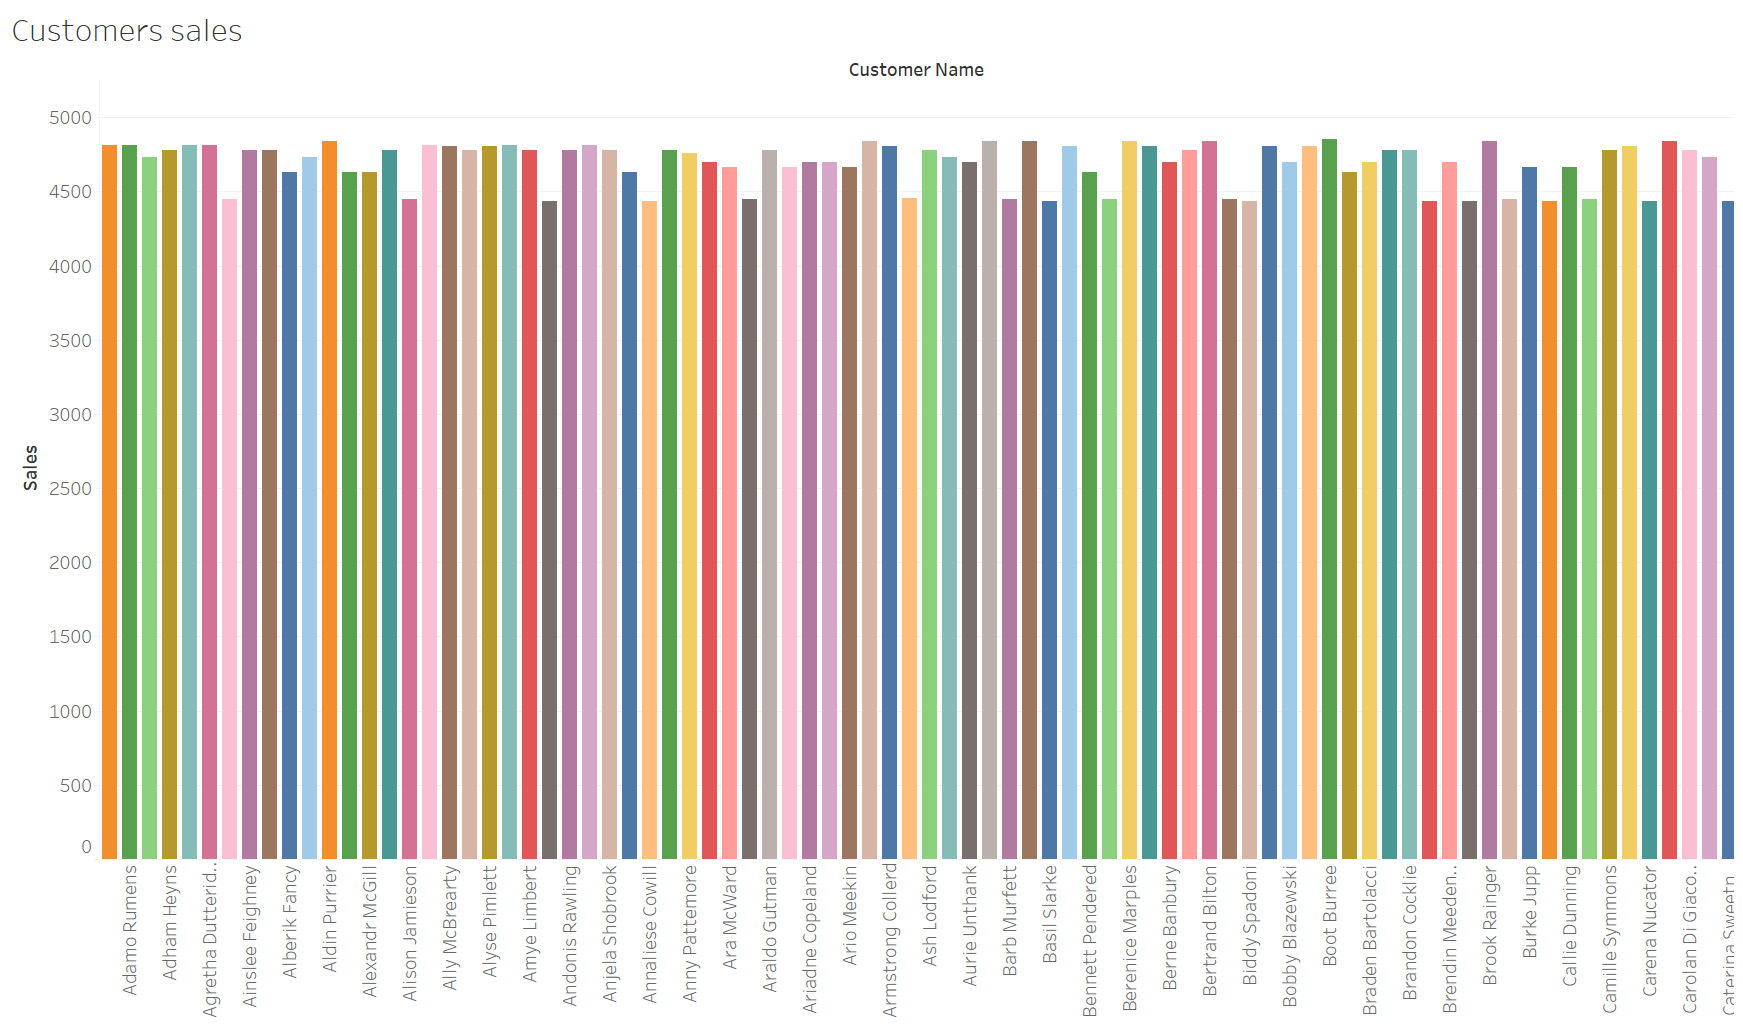 Customers sales
Customer Name
5000
4500
4000
3500
3000
2500
2000
1500
1000
500
0
Sales
Adamo Rumens
Adham Heyns
Agretha Dutterid..
Ainslee Feighney
Alberik Fancy
Aldin Purrier
Alexandr McGill
Alison Jamieson
Ally McBrearty
Alyse Pimlett
Amye Limbert
Andonis Rawling
Anjela Shobrook
Annaliese Cowill
Anny Pattemore
Ara McWard
Araldo Gutman
Ariadne Copeland
Ario Meekin
Armstrong Collerd
Ash Lodford
Aurie Unthank
Barb Murfett
Basil Slarke
Bennett Pendered
Berenice Marples
Berne Banbury
Bertrand Bilton
Biddy Spadoni
Bobby Blazewski
Boot Burree
Braden Bartolacci
Brandon Cocklie
Brendin Meeden..
Brook Rainger
Burke Jupp
Callie Dunning
Camille Symmons
Carena Nucator
Carolan Di Giaco..
Caterina Sweetn